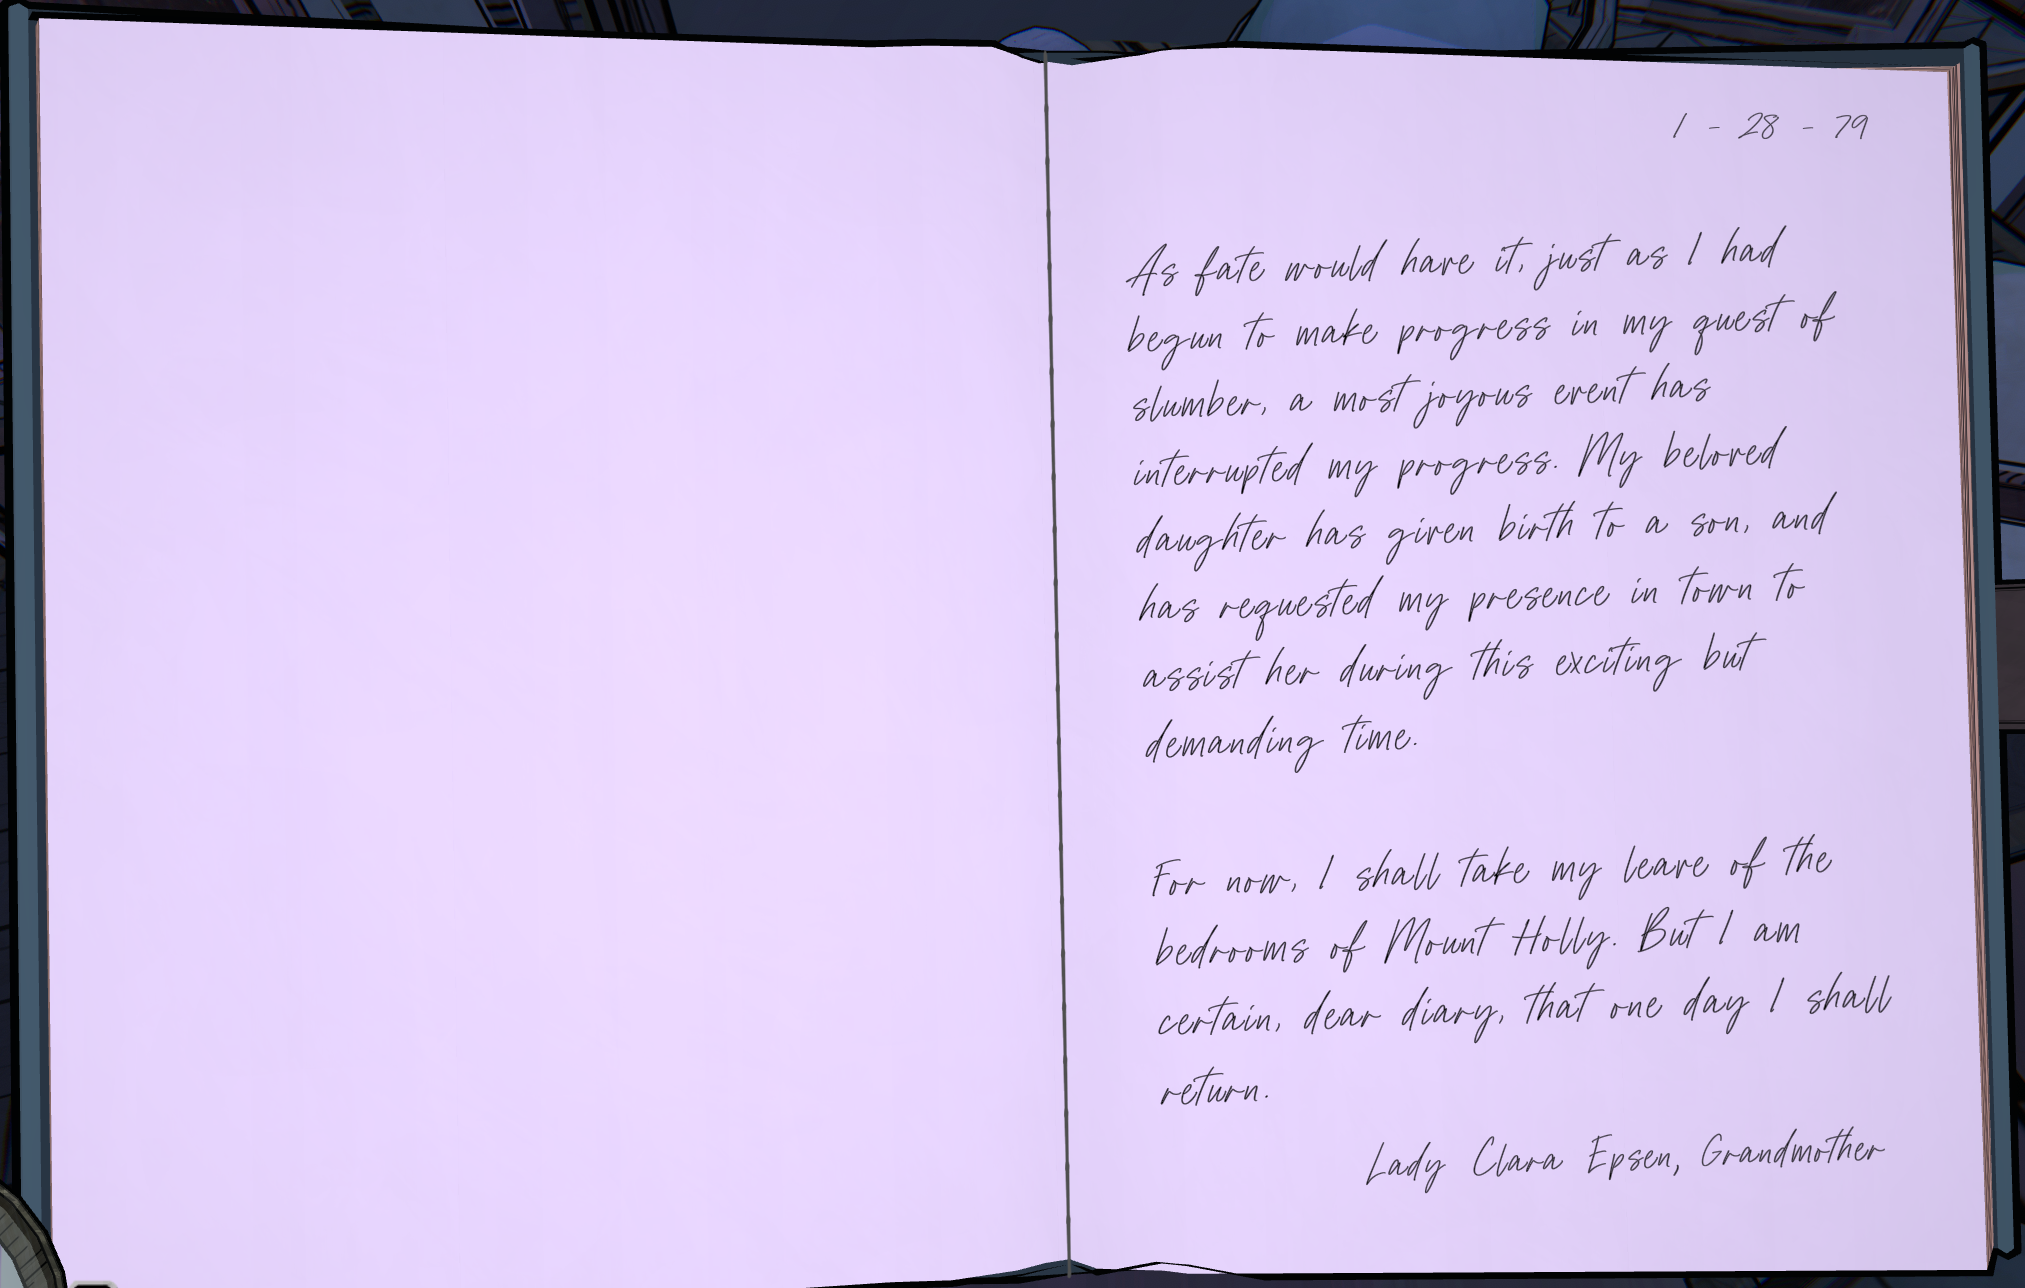 1 - 28 - 79
As fate would have it, just as I had
begun to make progress in my quest of
slumber, a most joyous event has
interrupted my progress. My beloved
daughter has given birth to a son, and
has requested my presence in town to
assist her during this exciting but
demanding time.
For now, I shall take my leave of the
bedrooms of Mount Holly. But I am
certain, dear diary, that one day I shall
return.
Lady Clara Epsen, Grandmother